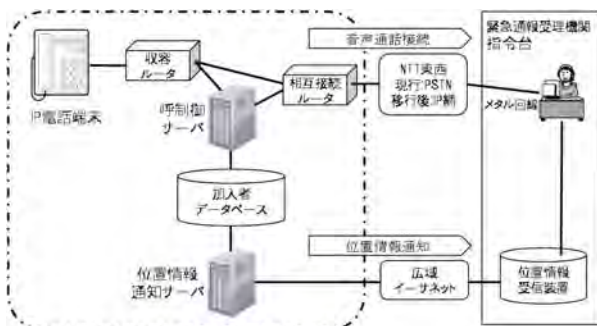 音声通話接続
緊急通報受理機関
指令台
収容
ルータ
相互接続
ルータ
NTT東西
現行:PSTN
移行後:IP網
メタル回線
IP電話端末
呼制御
サーバ
加入者
データベース
位置情報通知
位置情報
通知サーバ
広域
イーサネット
位置情報
受信装置